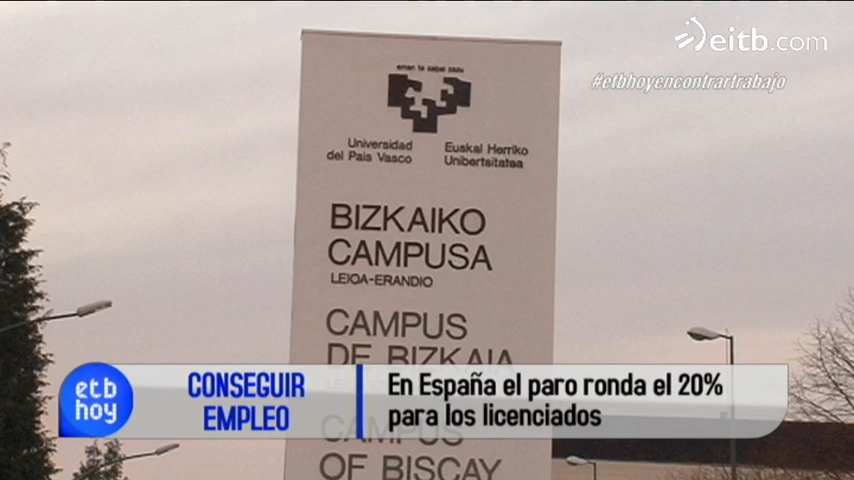 eitb.com
#etbhoyencontrartrabajo
eman ta zabal zazu
Universidad
del País Vasco
Euskal Herriko
Unibertsitatea
BIZKAIKO
CAMPUSA
LEIOA-ERANDIO
CAMPUS
DE BIZKAIA
CAMPUS
OF BISCAY
etb
hoy
CONSEGUIR
EMPLEO
En España el paro ronda el 20%
para los licenciados